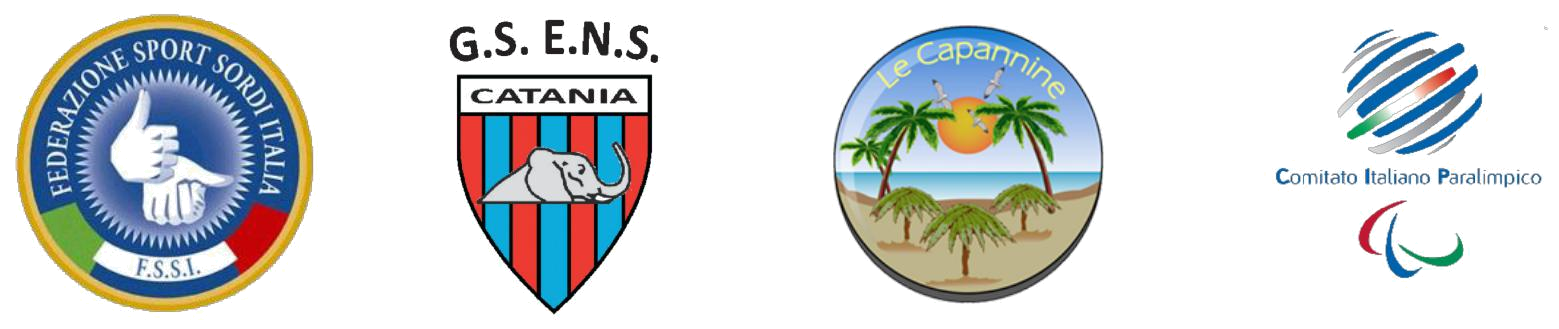 FEDERAZIONE SPORT SORDI ITALIA
F.S.S.I.
G.S. E.N.S.
CATANIA
Le Capannine
Comitato Italiano Paralimpico